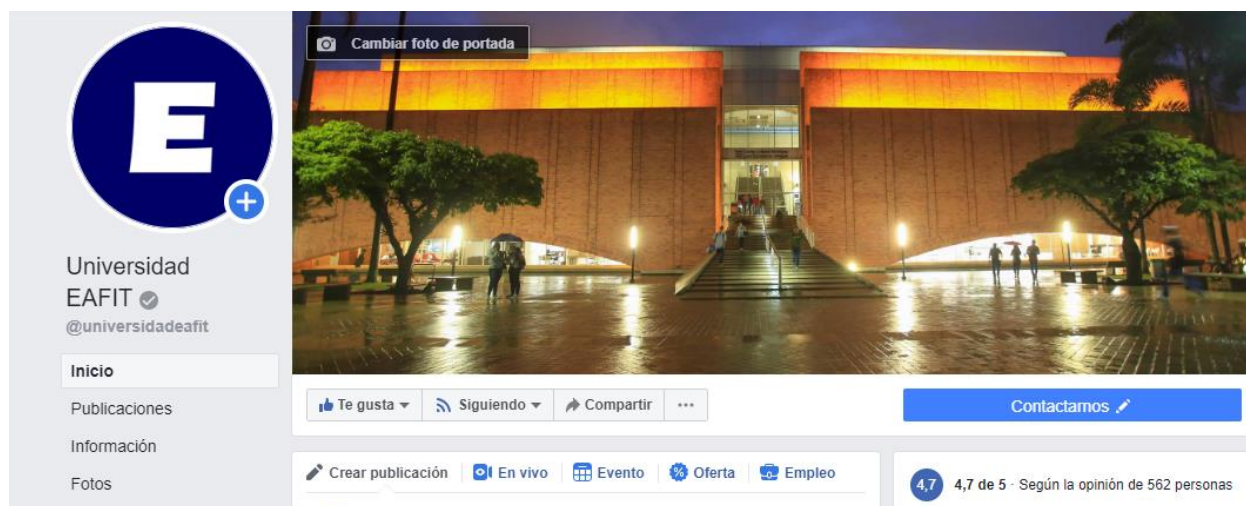 Cambiar foto de portada
E
Universidad
EAFIT
@universidadeafit
Inicio
Publicaciones
Información
Fotos
Te gusta
Siguiendo
Compartir
Contactarnos
Crear publicación
En vivo
Evento
Oferta
Empleo
4,7
4,7 de 5 · Según la opinión de 562 personas